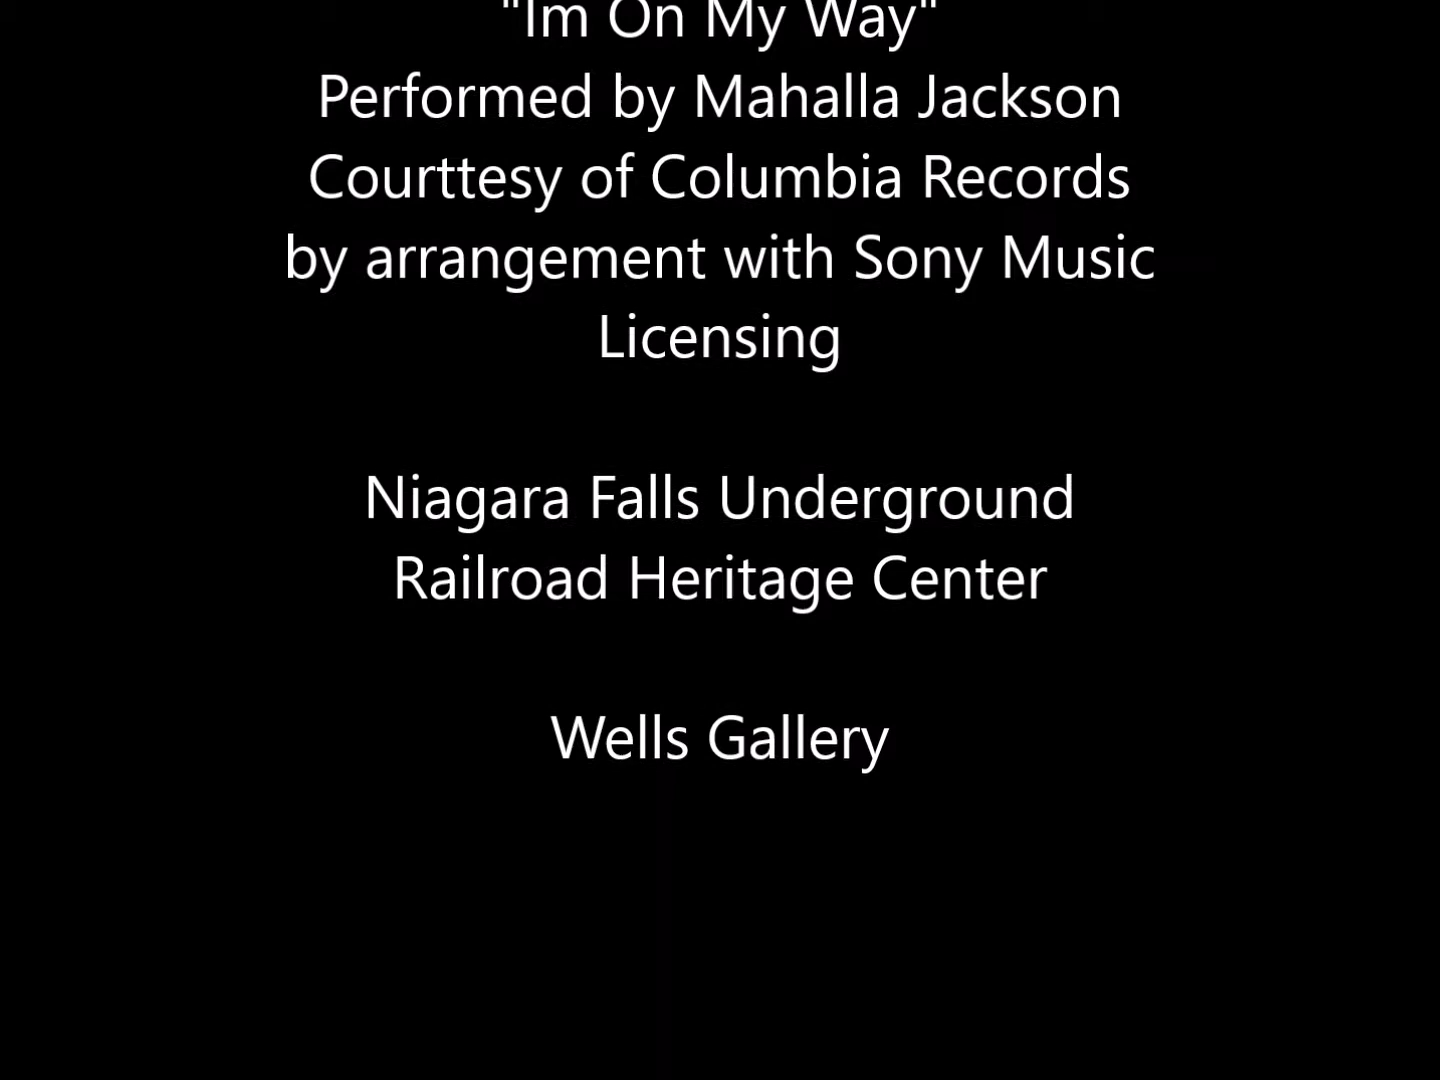 "Im On My Way"
Performed by Mahalla Jackson
Courttesy of Columbia Records
by arrangement with Sony Music
Licensing
Niagara Falls Underground
Railroad Heritage Center
Wells Gallery